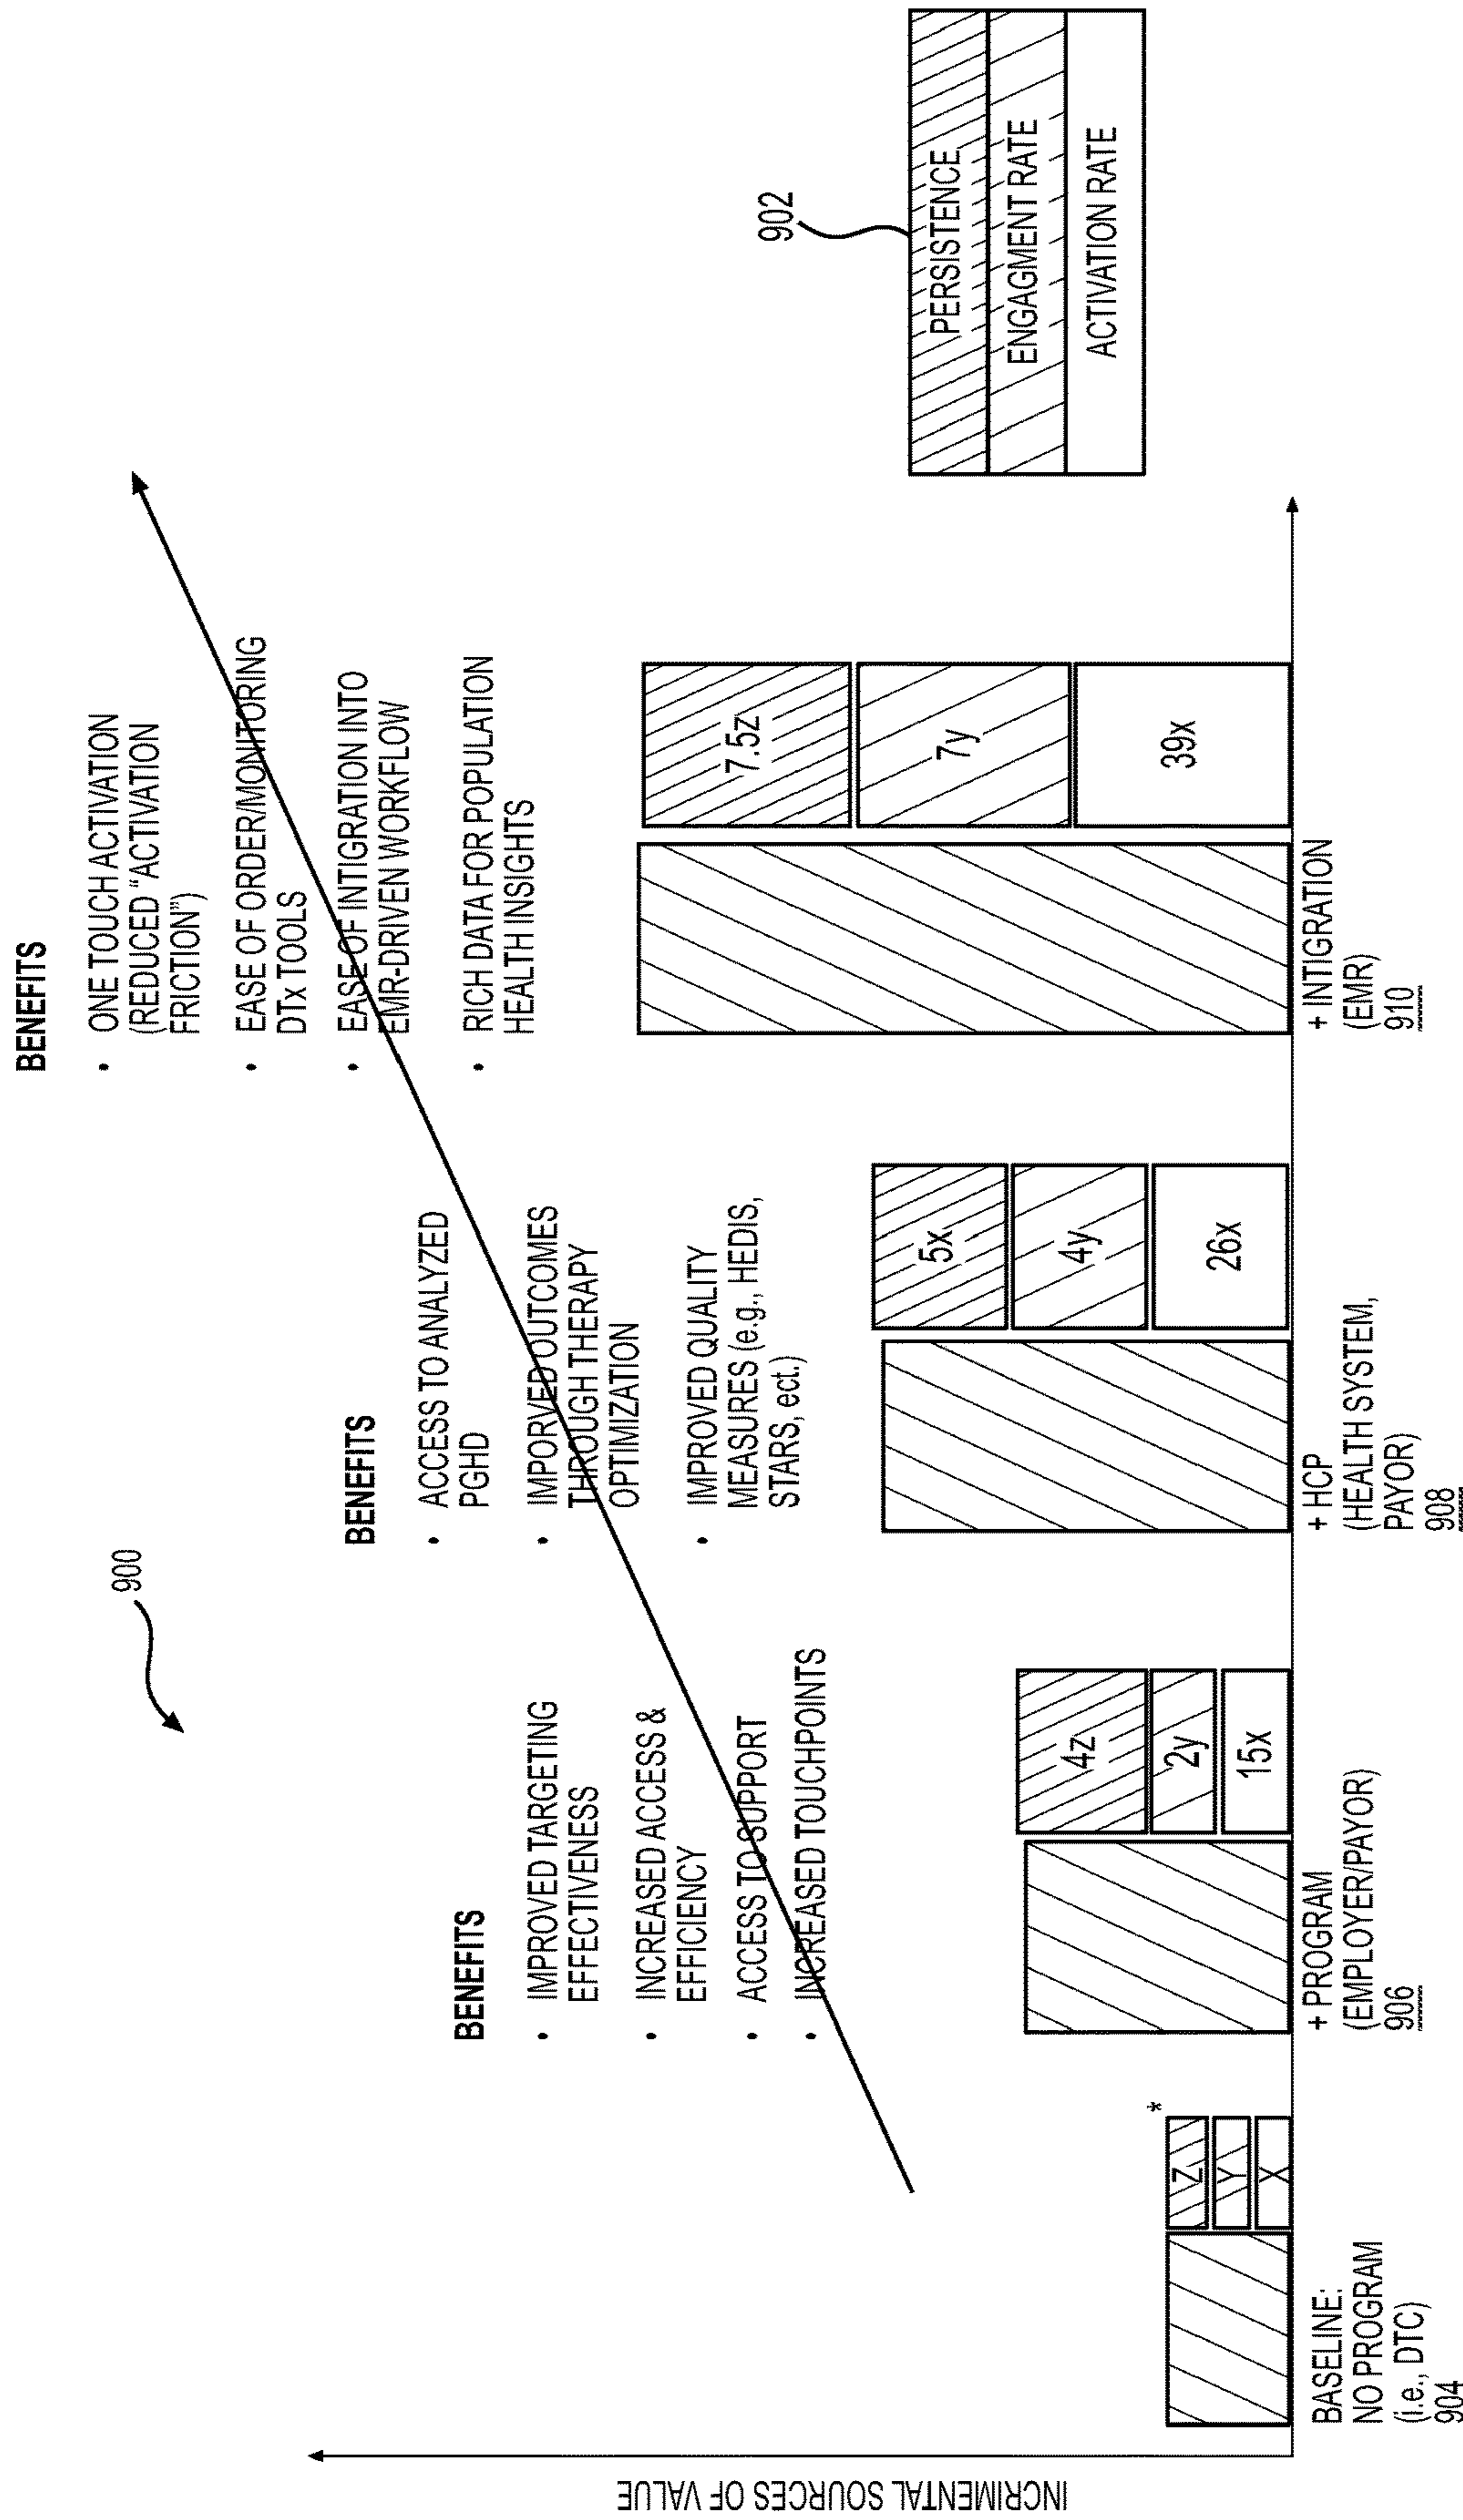 900
BENEFITS
• ONE TOUCH ACTIVATION
(REDUCED "ACTIVATION
FRICTION")
• EASE OF ORDER/MONITORING
DTx TOOLS
• EASE OF INTIGRATION INTO
EMR-DRIVEN WORKFLOW
• RICH DATA FOR POPULATION
HEALTH INSIGHTS
BENEFITS
• ACCESS TO ANALYZED
PGHD
• IMPORVED OUTCOMES
THROUGH THERAPY
OPTIMIZATION
• IMPROVED QUALITY
MEASURES (e.g., HEDIS,
STARS, ect.)
BENEFITS
• IMPROVED TARGETING
EFFECTIVENESS
• INCREASED ACCESS &
EFFICIENCY
• ACCESS TO SUPPORT
• INCREASED TOUCHPOINTS
INCRIMENTAL SOURCES OF VALUE
*
Z
Y
X
4z
2y
15x
5x
4y
26x
7.5z
7y
39x
902
PERSISTENCE
ENGAGMENT RATE
ACTIVATION RATE
BASELINE:
NO PROGRAM
(i.e., DTC)
904
+ PROGRAM
(EMPLOYER/PAYOR)
906
+ HCP
(HEALTH SYSTEM,
PAYOR)
908
+ INTIGRATION
(EMR)
910